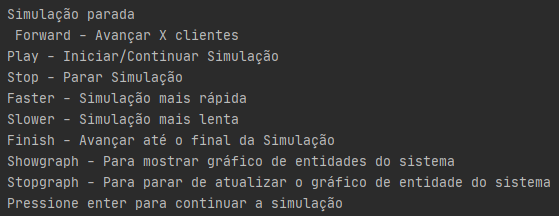 Simulação parada
Forward - Avançar X clientes
Play - Iniciar/Continuar Simulação
Stop - Parar Simulação
Faster - Simulação mais rápida
Slower - Simulação mais lenta
Finish - Avançar até o final da Simulação
Showgraph - Para mostrar gráfico de entidades do sistema
Stopgraph - Para parar de atualizar o gráfico de entidade do sistema
Pressione enter para continuar a simulação